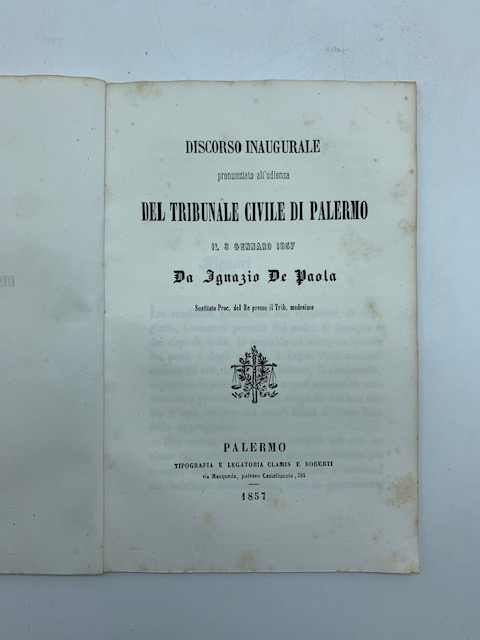 DISCORSO INAUGURALE
pronunziato all'udienza
DEL TRIBUNALE CIVILE DI PALERMO
IL 3 GENNARO 1857
Da Ignazio De Paola
Sostituto Proc. del Re presso il Trib. medesimo
PALERMO
TIPOGRAFIA E LEGATORIA CLAMIS E ROBERTI
via Macqueda, palazzo Castelluccio, 295
1857